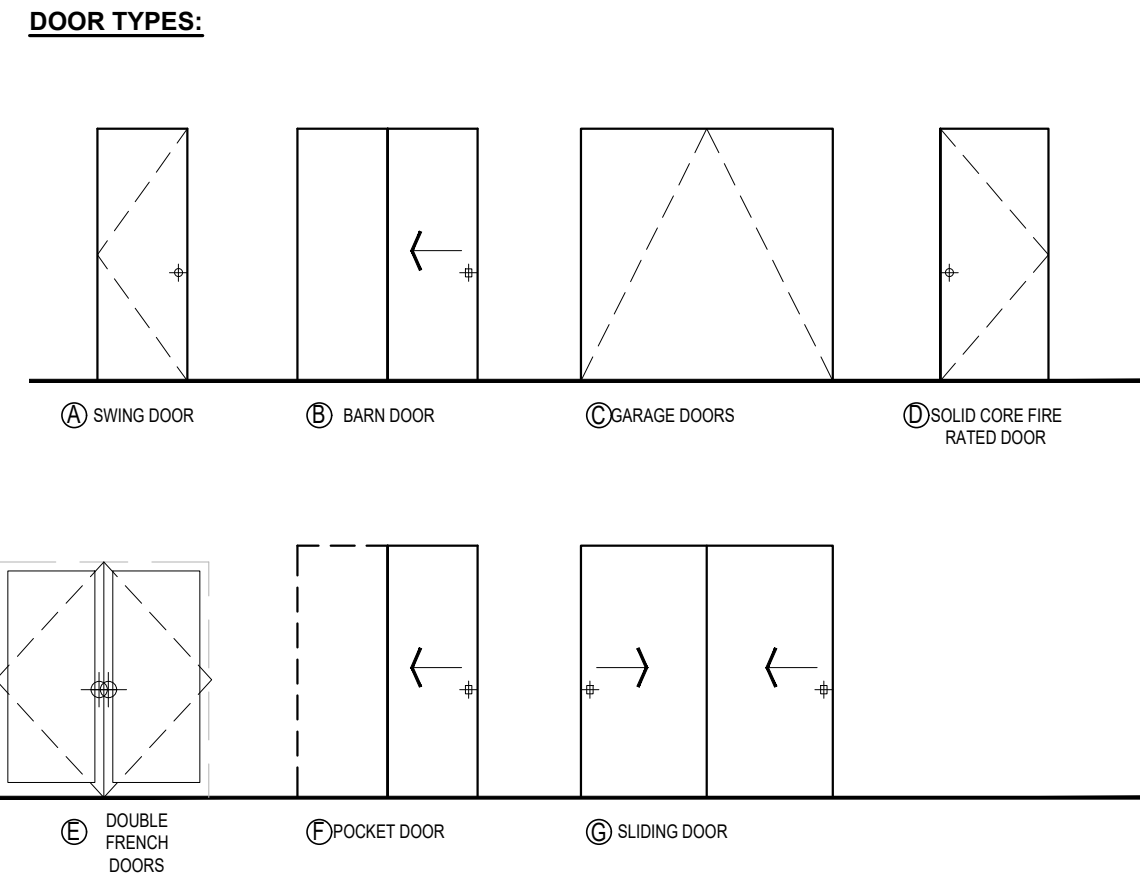 DOOR TYPES:
A SWING DOOR
B BARN DOOR
C GARAGE DOORS
D SOLID CORE FIRE
RATED DOOR
E DOUBLE
FRENCH
DOORS
F POCKET DOOR
G SLIDING DOOR